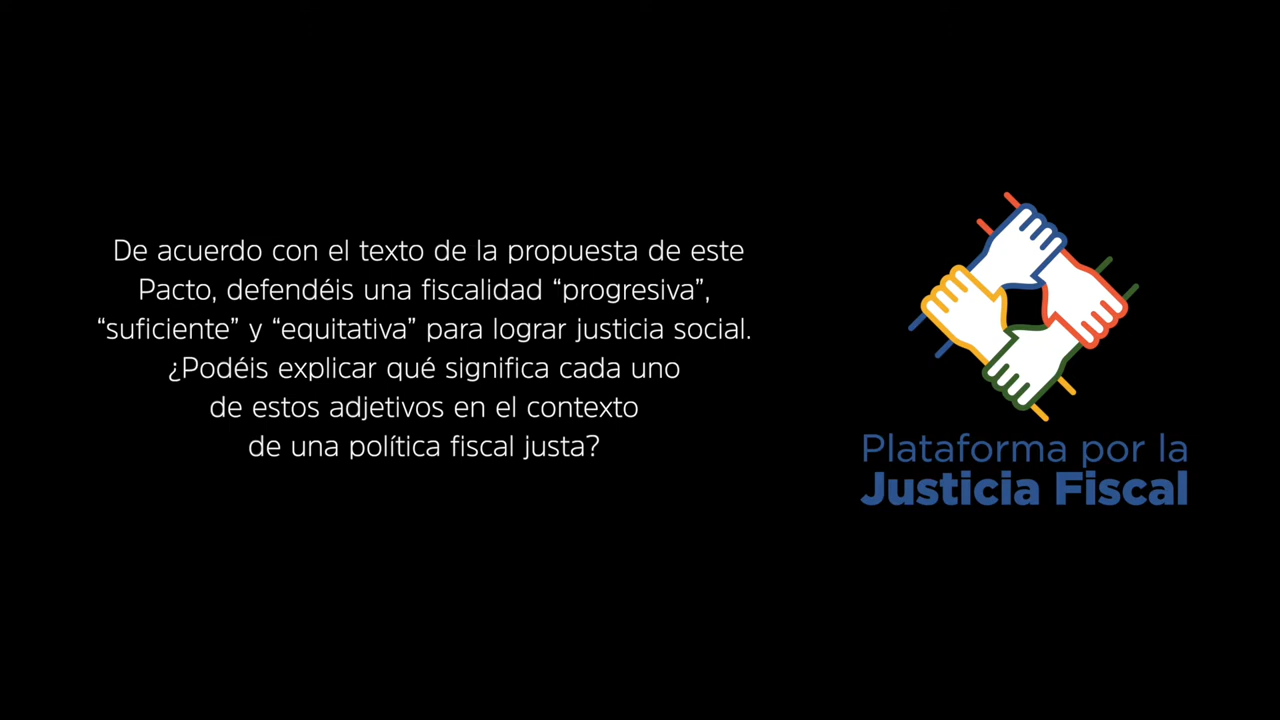 De acuerdo con el texto de la propuesta de este
Pacto, defendéis una fiscalidad “progresiva”,
“suficiente” y “equitativa” para lograr justicia social.
¿Podéis explicar qué significa cada uno
de estos adjetivos en el contexto
de una política fiscal justa?
Plataforma por la
Justicia Fiscal